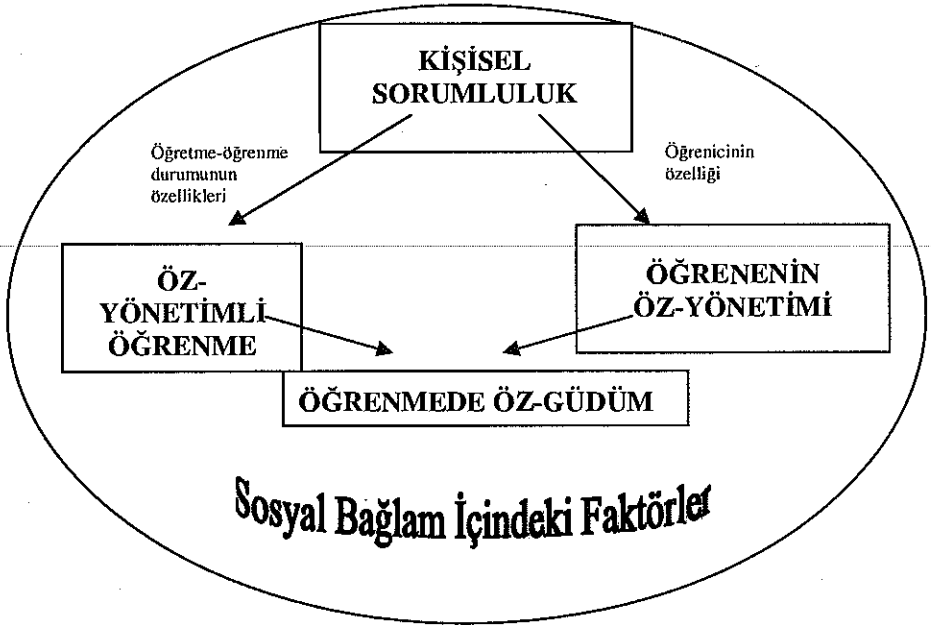 KİŞİSEL
SORUMLULUK
Öğretme-öğrenme
durumunun
özellikleri
Öğrenicinin
özelliği
ÖZ-
YÖNETİMLİ
ÖĞRENME
ÖĞRENENİN
ÖZ-YÖNETİMİ
ÖĞRENMEDE ÖZ-GÜDÜM
Sosyal Bağlam İçindeki Faktörler